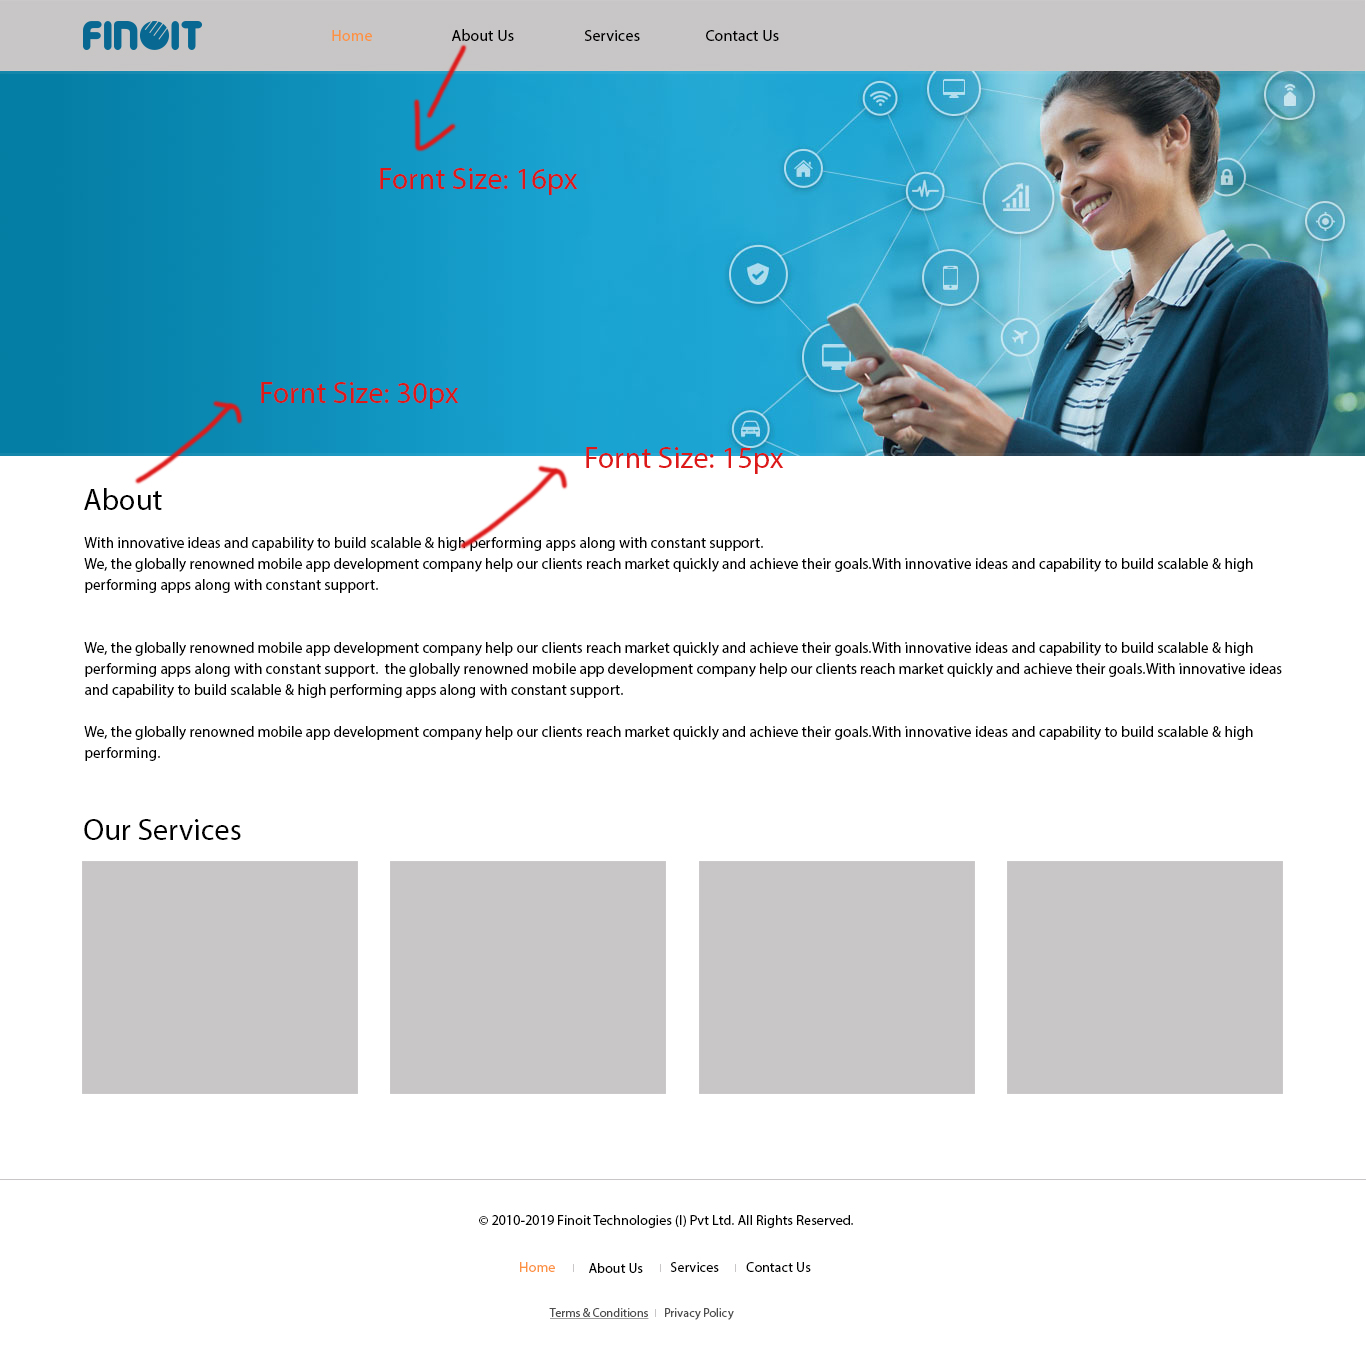 FINOIT
Home About Us Services Contact Us
Fornt Size: 16px
Fornt Size: 30px
Fornt Size: 15px
About
With innovative ideas and capability to build scalable & high performing apps along with constant support.
We, the globally renowned mobile app development company help our clients reach market quickly and achieve their goals.With innovative ideas and capability to build scalable & high
performing apps along with constant support.
We, the globally renowned mobile app development company help our clients reach market quickly and achieve their goals.With innovative ideas and capability to build scalable & high
performing apps along with constant support.  the globally renowned mobile app development company help our clients reach market quickly and achieve their goals.With innovative ideas
and capability to build scalable & high performing apps along with constant support.
We, the globally renowned mobile app development company help our clients reach market quickly and achieve their goals.With innovative ideas and capability to build scalable & high
performing.
Our Services
© 2010-2019 Finoit Technologies (I) Pvt Ltd. All Rights Reserved.
Home | About Us | Services | Contact Us
Terms & Conditions | Privacy Policy